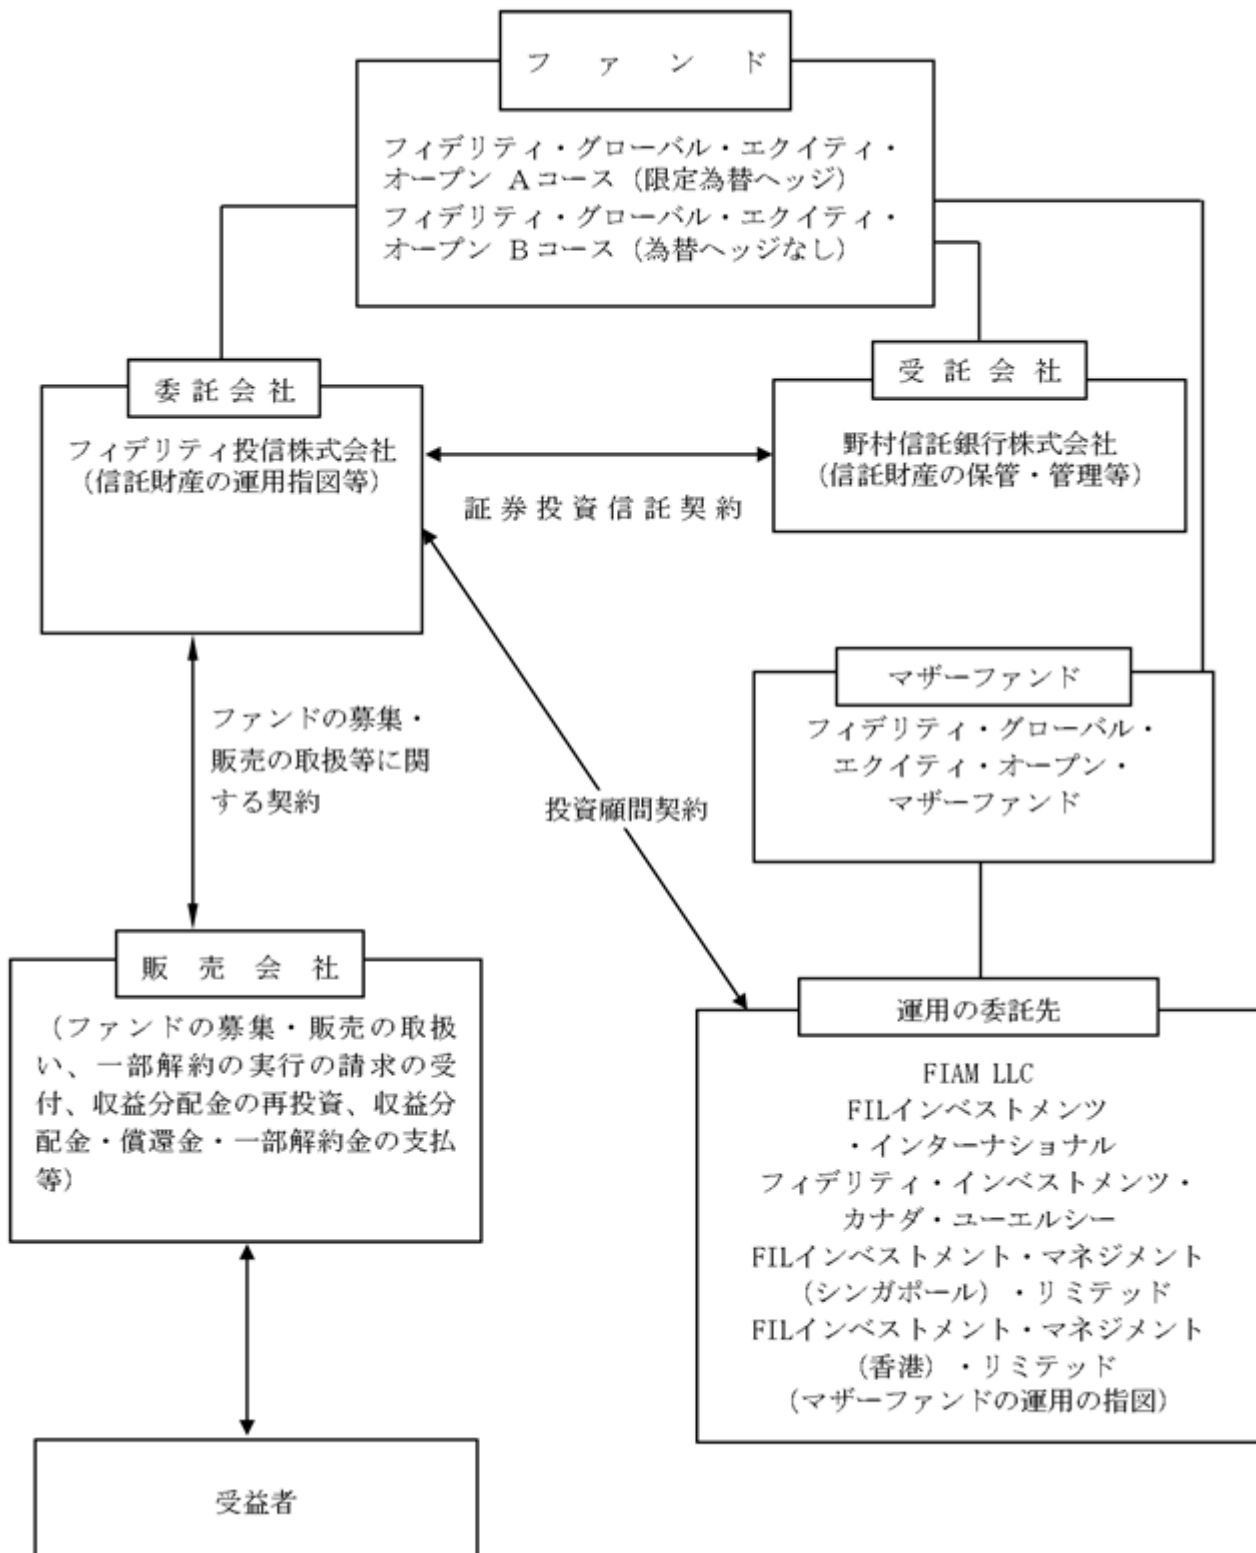 ファンド
フィデリティ・グローバル・エクイティ・
オープン Aコース（限定為替ヘッジ）
フィデリティ・グローバル・エクイティ・
オープン Bコース（為替ヘッジなし）
委託会社
フィデリティ投信株式会社
（信託財産の運用指図等）
受託会社
野村信託銀行株式会社
（信託財産の保管・管理等）
証券投資信託契約
ファンドの募集・
販売の取扱等に関
する契約
投資顧問契約
マザーファンド
フィデリティ・グローバル・
エクイティ・オープン・
マザーファンド
販売会社
（ファンドの募集・販売の取扱
い、一部解約の実行の請求の受
付、収益分配金の再投資、収益分
配金・償還金・一部解約金の支払
等）
運用の委託先
FIAM LLC
FILインベストメンツ
・インターナショナル
フィデリティ・インベストメンツ・
カナダ・ユーエルシー
FILインベストメント・マネジメント
（シンガポール）・リミテッド
FILインベストメント・マネジメント
（香港）・リミテッド
（マザーファンドの運用の指図）
受益者